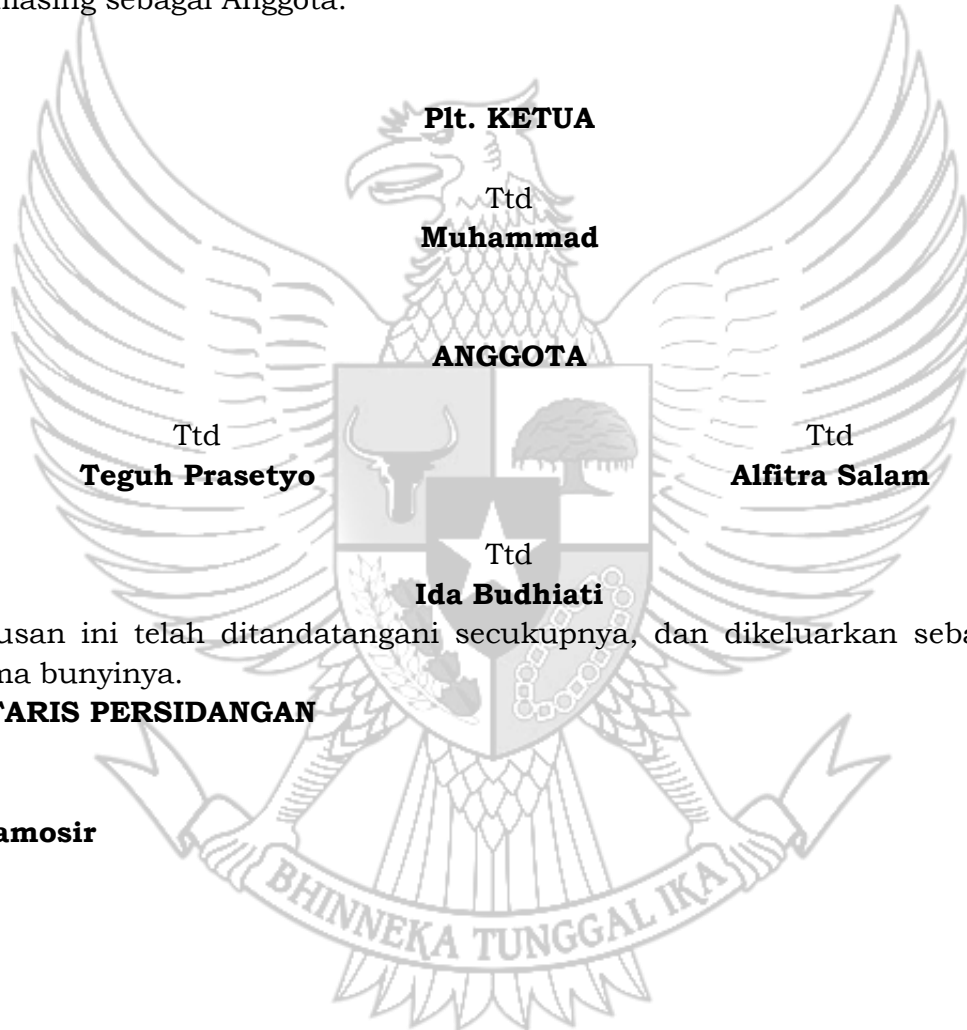 masing sebagai Anggota.
Plt. KETUA
Ttd
Muhammad
ANGGOTA
Ttd Ttd
Teguh Prasetyo Alfitra Salam
Ttd
Ida Budhiati
usan ini telah ditandatangani secukupnya, dan dikeluarkan seba
ma bunyinya.
TARIS PERSIDANGAN
amosir
BHINNEKA TUNGGAL IKA